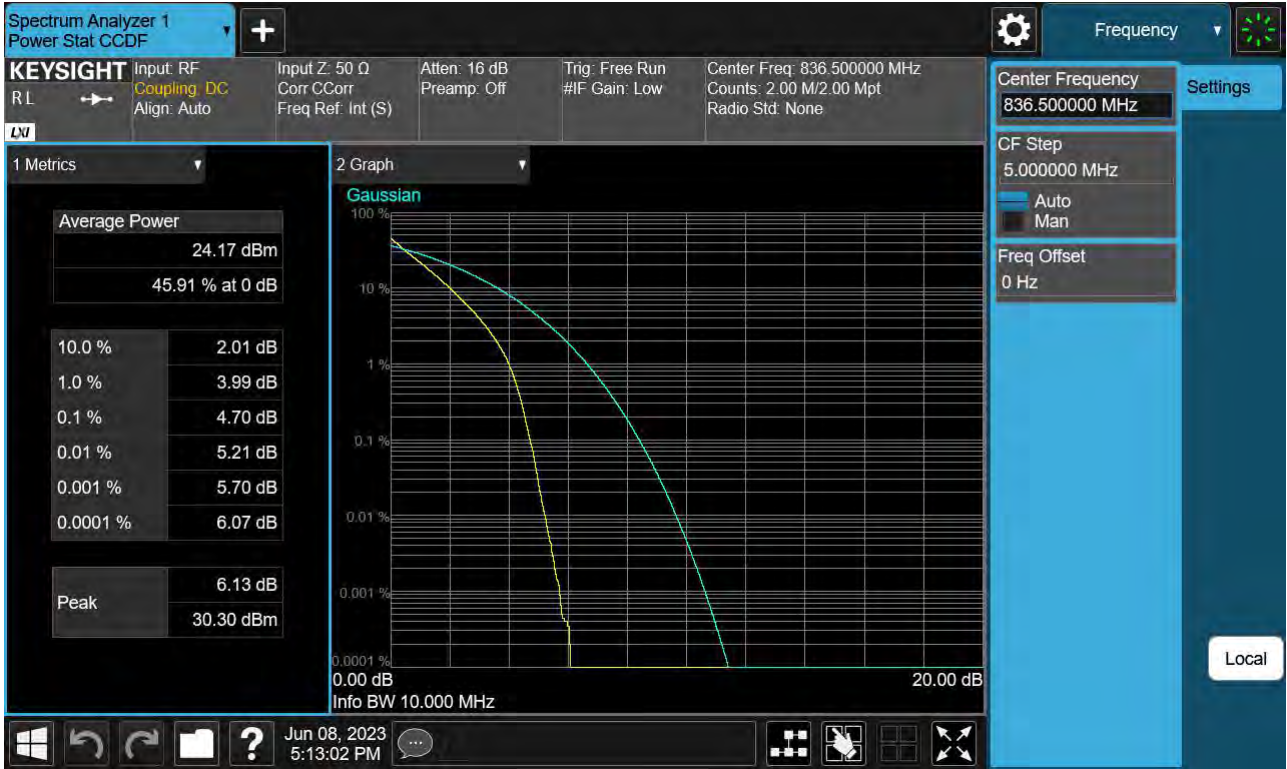 Spectrum Analyzer 1
Power Stat CCDF
+
Frequency
KEYSIGHT
RL
LXI
Input: RF
Coupling: DC
Align: Auto
Input Z: 50 Ω
Corr CCorr
Freq Ref: Int (S)
Atten: 16 dB
Preamp: Off
Trig: Free Run
#IF Gain: Low
Center Freq: 836.500000 MHz
Counts: 2.00 M/2.00 Mpt
Radio Std: None
Center Frequency
836.500000 MHz
Settings
CF Step
5.000000 MHz
Auto
Man
Freq Offset
0 Hz
Local
1 Metrics
Average Power
24.17 dBm
45.91 % at 0 dB
10.0 % 2.01 dB
1.0 % 3.99 dB
0.1 % 4.70 dB
0.01 % 5.21 dB
0.001 % 5.70 dB
0.0001 % 6.07 dB
Peak
6.13 dB
30.30 dBm
2 Graph
Gaussian
100 %
10 %
1 %
0.1 %
0.01 %
0.001 %
0.0001 %
0.00 dB 20.00 dB
Info BW 10.000 MHz
?
Jun 08, 2023
5:13:02 PM